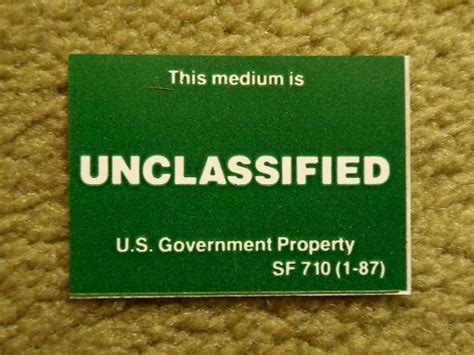 This medium is
UNCLASSIFIED
U.S. Government Property
SF 710 (1-87)